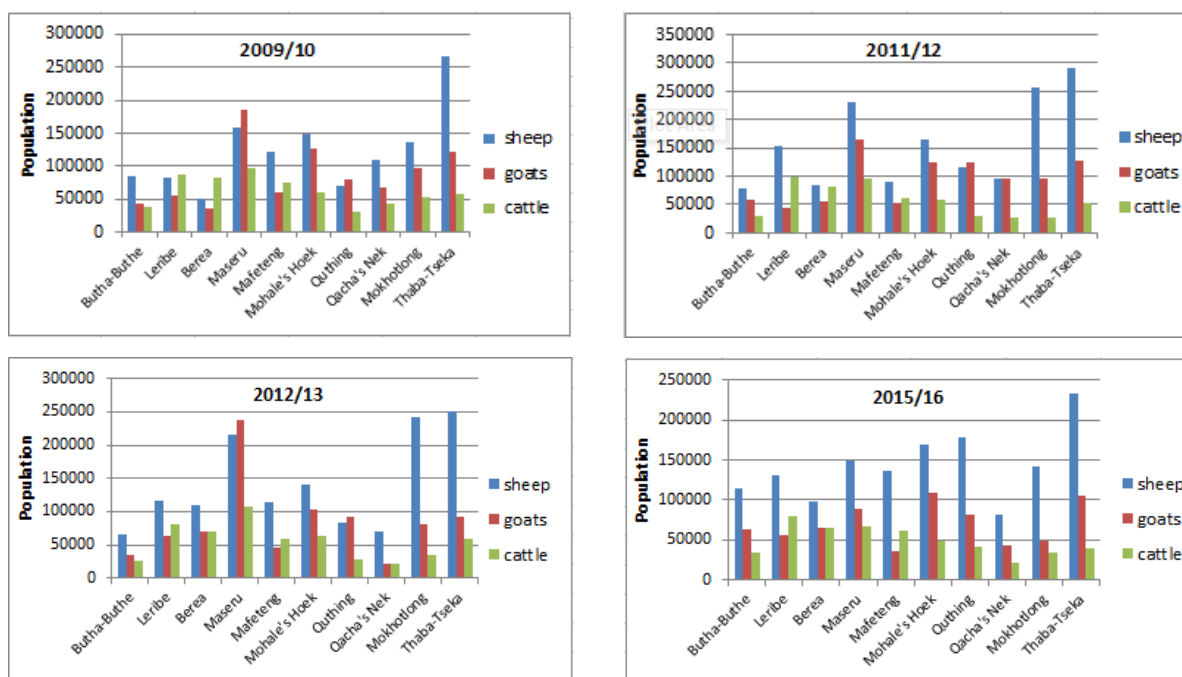 2009/10
Population
300000
250000
200000
150000
100000
50000
0
Butha-Buthe
Leribe
Berea
Maseru
Mafeteng
Mohale's Hoek
Quthing
Qacha's Nek
Mokhotlong
Thaba-Tseka
sheep
goats
cattle
2011/12
Population
350000
300000
250000
200000
150000
100000
50000
0
Butha-Buthe
Leribe
Berea
Maseru
Mafeteng
Mohale's Hoek
Quthing
Qacha's Nek
Mokhotlong
Thaba-Tseka
sheep
goats
cattle
Area
2012/13
Population
300000
250000
200000
150000
100000
50000
0
Butha-Buthe
Leribe
Berea
Maseru
Mafeteng
Mohale's Hoek
Quthing
Qacha's Nek
Mokhotlong
Thaba-Tseka
sheep
goats
cattle
2015/16
Population
250000
200000
150000
100000
50000
0
Butha-Buthe
Leribe
Berea
Maseru
Mafeteng
Mohale's Hoek
Quthing
Qacha's Nek
Mokhotlong
Thaba-Tseka
sheep
goats
cattle